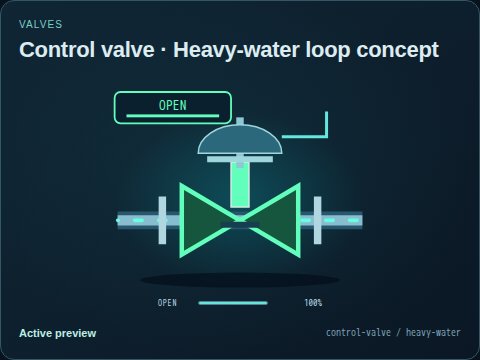 VALVES
Control valve · Heavy-water loop concept
OPEN
OPEN 100%
Active preview control-valve / heavy-water